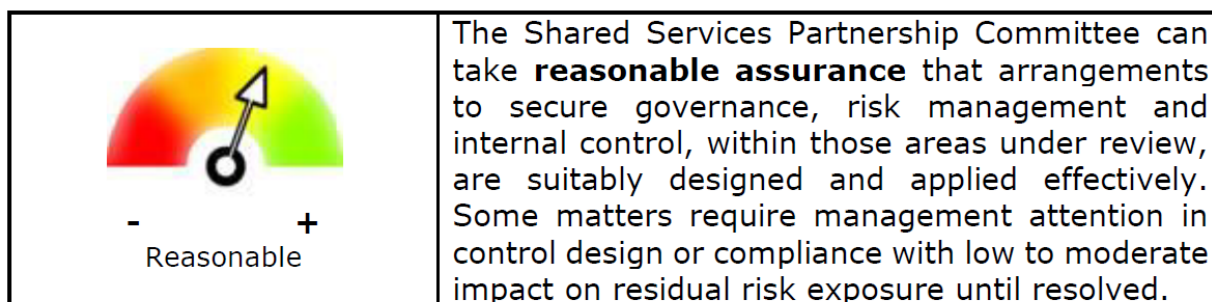 - +
Reasonable
The Shared Services Partnership Committee can
take reasonable assurance that arrangements
to secure governance, risk management and
internal control, within those areas under review,
are suitably designed and applied effectively.
Some matters require management attention in
control design or compliance with low to moderate
impact on residual risk exposure until resolved.